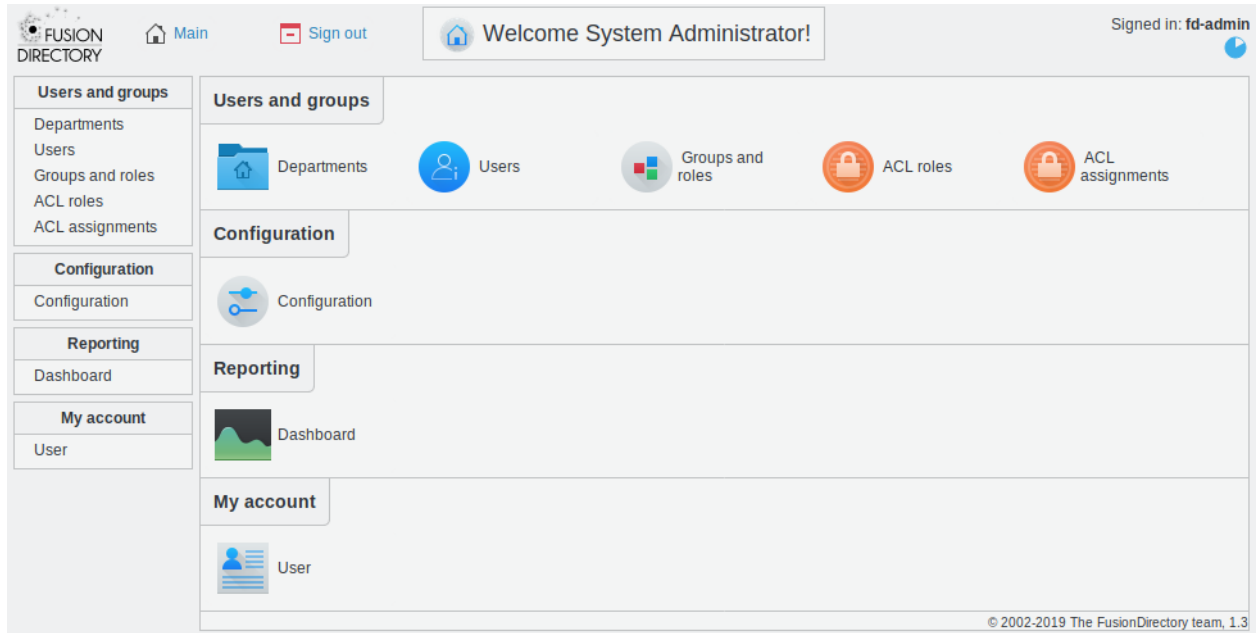 FUSION
DIRECTORY
Main
Sign out
Welcome System Administrator!
Signed in: fd-admin
Users and groups
Departments
Users
Groups and roles
ACL roles
ACL assignments
Configuration
Configuration
Reporting
Dashboard
My account
User
Users and groups
Departments
Users
Groups and
roles
ACL roles
ACL
assignments
Configuration
Configuration
Reporting
Dashboard
My account
User
© 2002-2019 The FusionDirectory team, 1.3